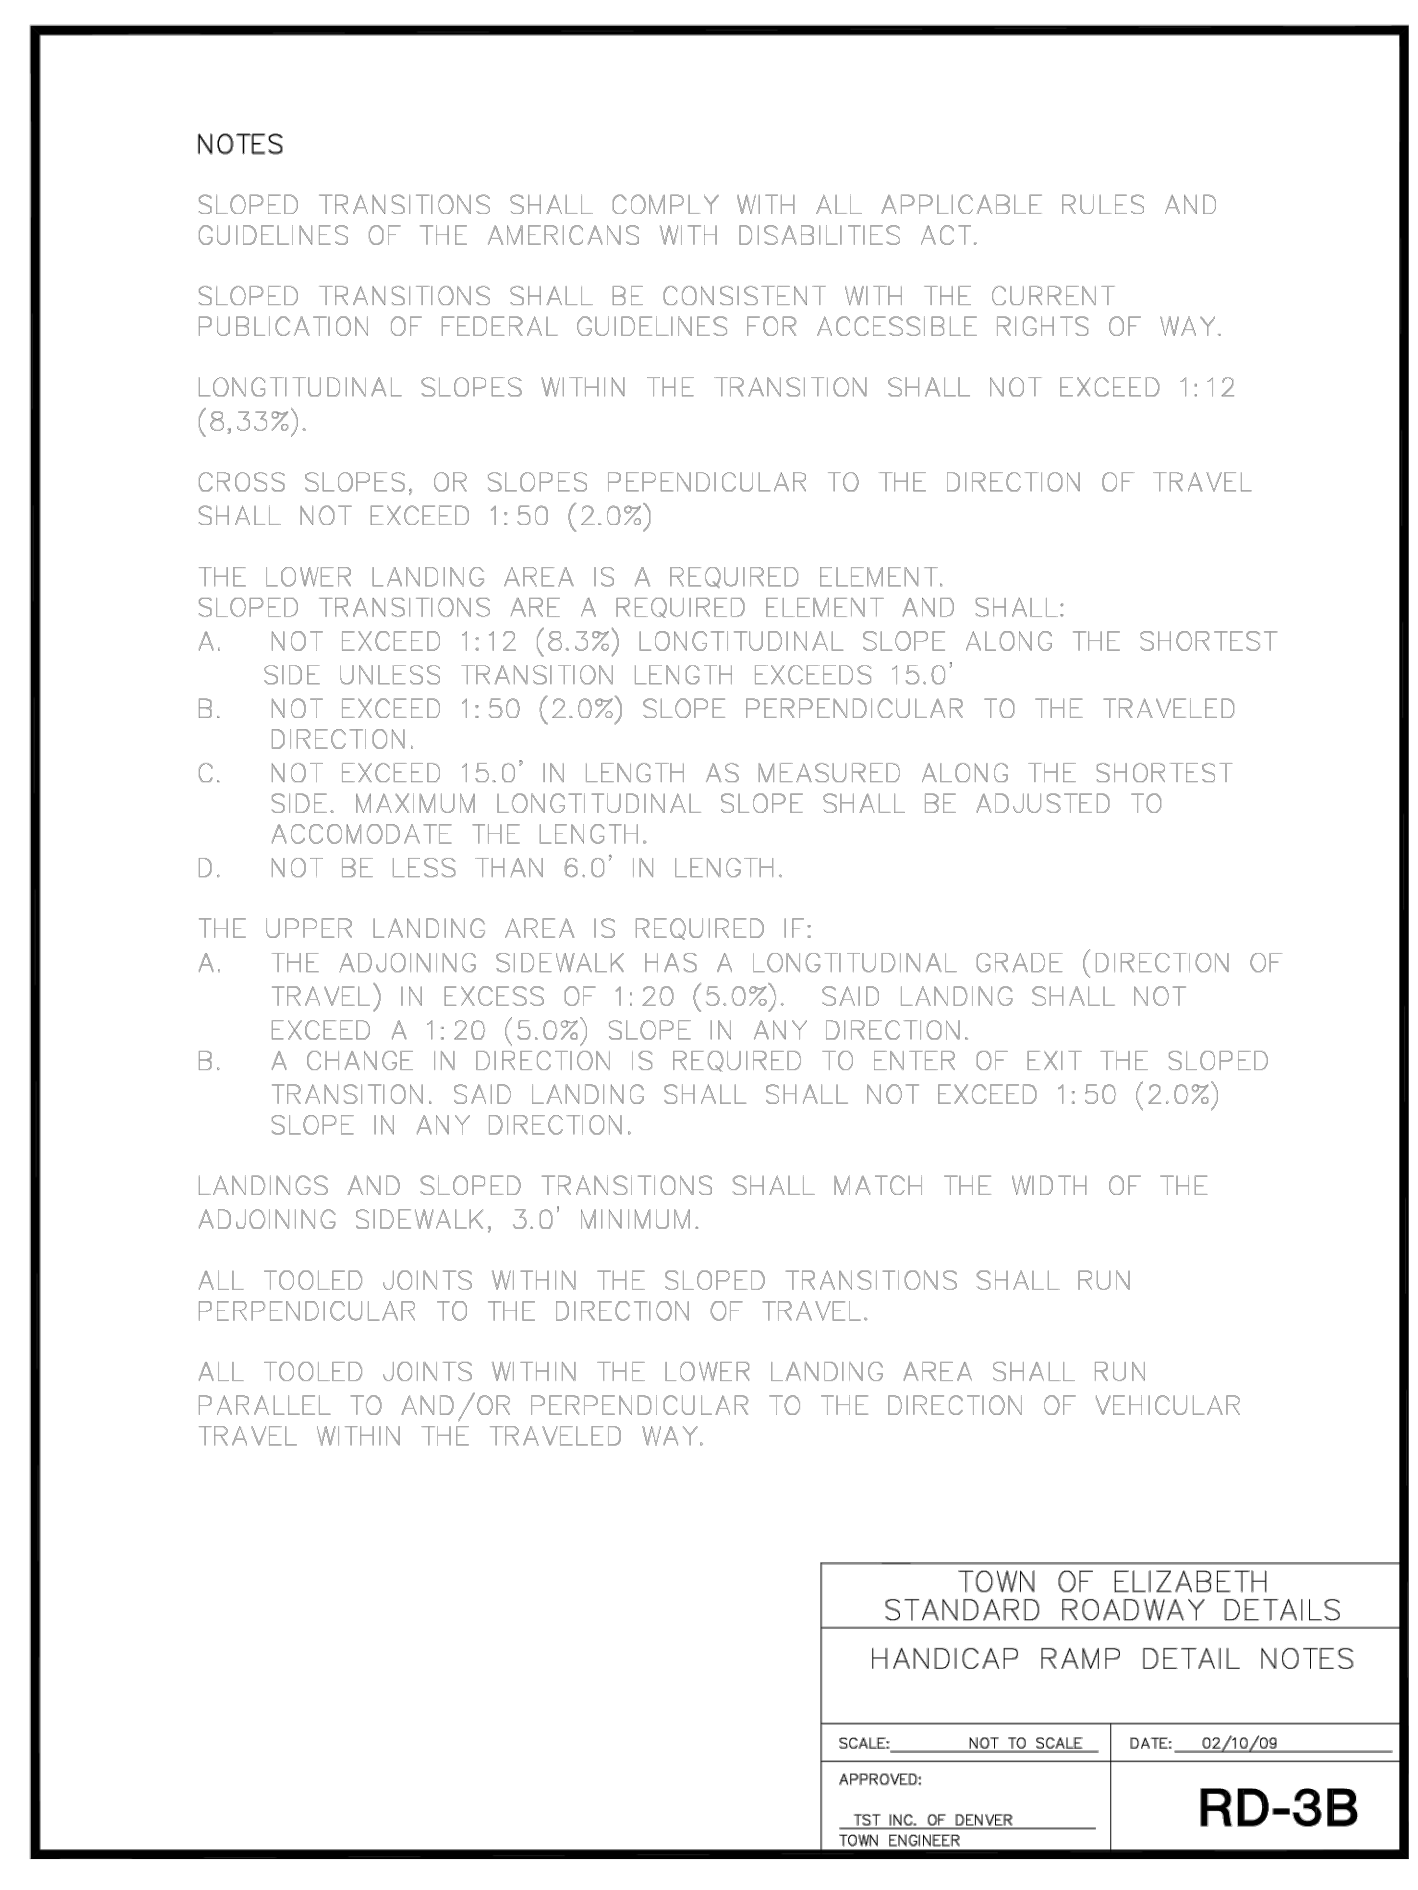 NOTES
SLOPED TRANSITIONS SHALL COMPLY WITH ALL APPLICABLE RULES AND
GUIDELINES OF THE AMERICANS WITH DISABILITIES ACT.
SLOPED TRANSITIONS SHALL BE CONSISTENT WITH THE CURRENT
PUBLICATION OF FEDERAL GUIDELINES FOR ACCESSIBLE RIGHTS OF WAY.
LONGTITUDINAL SLOPES WITHIN THE TRANSITION SHALL NOT EXCEED 1:12
(8,33%).
CROSS SLOPES, OR SLOPES PEPENDICULAR TO THE DIRECTION OF TRAVEL
SHALL NOT EXCEED 1:50 (2.0%)
THE LOWER LANDING AREA IS A REQUIRED ELEMENT.
SLOPED TRANSITIONS ARE A REQUIRED ELEMENT AND SHALL:
A. NOT EXCEED 1:12 (8.3%) LONGTITUDINAL SLOPE ALONG THE SHORTEST
SIDE UNLESS TRANSITION LENGTH EXCEEDS 15.0'
B. NOT EXCEED 1:50 (2.0%) SLOPE PERPENDICULAR TO THE TRAVELED
DIRECTION.
C. NOT EXCEED 15.0' IN LENGTH AS MEASURED ALONG THE SHORTEST
SIDE. MAXIMUM LONGTITUDINAL SLOPE SHALL BE ADJUSTED TO
ACCOMODATE THE LENGTH.
D. NOT BE LESS THAN 6.0' IN LENGTH.
THE UPPER LANDING AREA IS REQUIRED IF:
A. THE ADJOINING SIDEWALK HAS A LONGTITUDINAL GRADE (DIRECTION OF
TRAVEL) IN EXCESS OF 1:20 (5.0%). SAID LANDING SHALL NOT
EXCEED A 1:20 (5.0%) SLOPE IN ANY DIRECTION.
B. A CHANGE IN DIRECTION IS REQUIRED TO ENTER OF EXIT THE SLOPED
TRANSITION. SAID LANDING SHALL SHALL NOT EXCEED 1:50 (2.0%)
SLOPE IN ANY DIRECTION.
LANDINGS AND SLOPED TRANSITIONS SHALL MATCH THE WIDTH OF THE
ADJOINING SIDEWALK, 3.0' MINIMUM.
ALL TOOLED JOINTS WITHIN THE SLOPED TRANSITIONS SHALL RUN
PERPENDICULAR TO THE DIRECTION OF TRAVEL.
ALL TOOLED JOINTS WITHIN THE LOWER LANDING AREA SHALL RUN
PARALLEL TO AND/OR PERPENDICULAR TO THE DIRECTION OF VEHICULAR
TRAVEL WITHIN THE TRAVELED WAY.
TOWN OF ELIZABETH
STANDARD ROADWAY DETAILS
HANDICAP RAMP DETAIL NOTES
SCALE: NOT TO SCALE DATE: 02/10/09
APPROVED:
TST INC. OF DENVER
TOWN ENGINEER
RD-3B